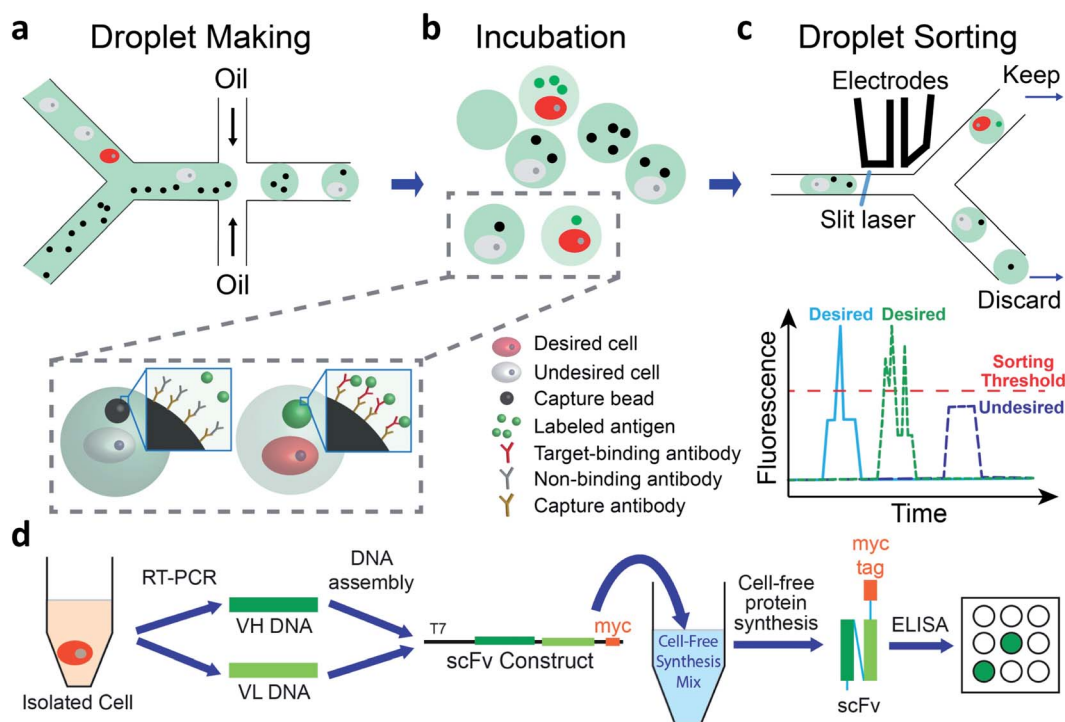 a
Droplet Making
Oil
Oil
b
Incubation
c
Droplet Sorting
Electrodes
Keep
Slit laser
Discard
Desired cell
Undesired cell
Capture bead
Labeled antigen
Target-binding antibody
Non-binding antibody
Capture antibody
Desired
Desired
Sorting
Threshold
Undesired
Fluorescence
Time
d
Isolated Cell
RT-PCR
VH DNA
VL DNA
DNA
assembly
T7
myc
scFv Construct
Cell-Free
Synthesis
Mix
Cell-free
protein
synthesis
myc
tag
scFv
ELISA